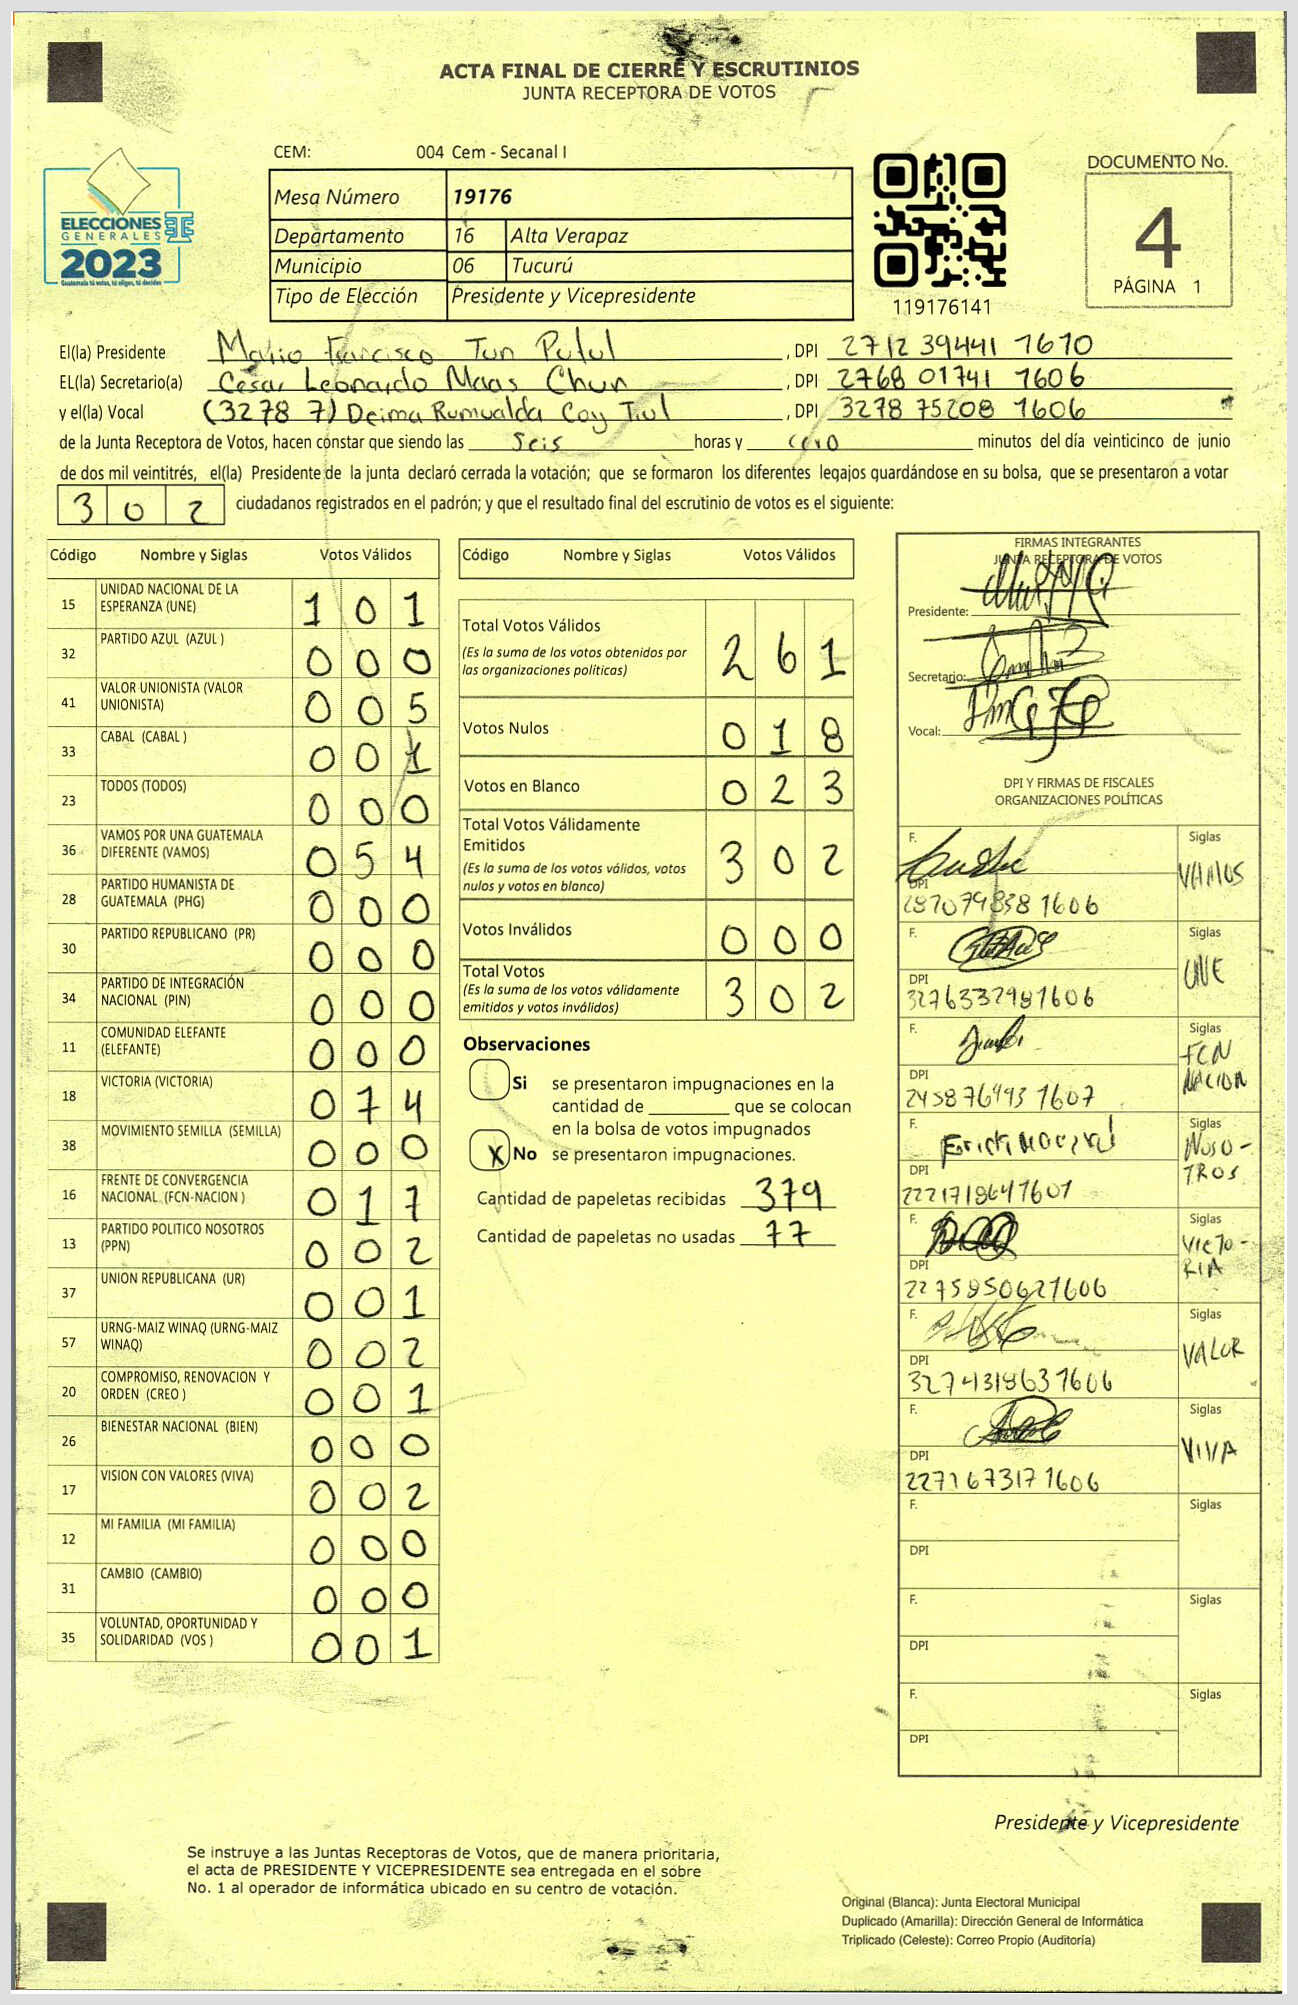 ACTA FINAL DE CIERRE Y ESCRUTINIOS
JUNTA RECEPTORA DE VOTOS
CEM: 004 Cem - Secanal I
Mesa Número 19176
Departamento 16 Alta Verapaz
Municipio 06 Tucurú
Tipo de Elección Presidente y Vicepresidente
ELECCIONES
GENERALES
2023
Guatemala tú votas, tú eliges, tú decides
119176141
DOCUMENTO No.
4
PÁGINA 1
El(la) Presidente Mario Francisco Tun Putul, DPI 2712 39441 1610
EL(la) Secretario(a) César Leonardo Maas Chun, DPI 2768 01741 1606
y el(la) Vocal (3278 7) Deima Rumualda Coy Tiul, DPI 3278 75208 1606
de la Junta Receptora de Votos, hacen constar que siendo las seis horas y cero minutos del día veinticinco de junio
de dos mil veintitrés, el(la) Presidente de la junta declaró cerrada la votación; que se formaron los diferentes legajos guardándose en su bolsa, que se presentaron a votar
302 ciudadanos registrados en el padrón; y que el resultado final del escrutinio de votos es el siguiente:
Código Nombre y Siglas Votos Válidos
15 UNIDAD NACIONAL DE LA ESPERANZA (UNE) 1 0 1
32 PARTIDO AZUL (AZUL ) 0 0 0
41 VALOR UNIONISTA (VALOR UNIONISTA) 0 0 5
33 CABAL (CABAL ) 0 0 1
23 TODOS (TODOS) 0 0 0
36 VAMOS POR UNA GUATEMALA DIFERENTE (VAMOS) 0 5 4
28 PARTIDO HUMANISTA DE GUATEMALA (PHG) 0 0 0
30 PARTIDO REPUBLICANO (PR) 0 0 0
34 PARTIDO DE INTEGRACIÓN NACIONAL (PIN) 0 0 0
11 COMUNIDAD ELEFANTE (ELEFANTE) 0 0 0
18 VICTORIA (VICTORIA) 0 7 4
38 MOVIMIENTO SEMILLA (SEMILLA) 0 0 0
16 FRENTE DE CONVERGENCIA NACIONAL (FCN-NACION ) 0 1 7
13 PARTIDO POLITICO NOSOTROS (PPN) 0 0 2
37 UNION REPUBLICANA (UR) 0 0 1
57 URNG-MAIZ WINAQ (URNG-MAIZ WINAQ) 0 0 2
20 COMPROMISO, RENOVACION Y ORDEN (CREO ) 0 0 1
26 BIENESTAR NACIONAL (BIEN) 0 0 0
17 VISION CON VALORES (VIVA) 0 0 2
12 MI FAMILIA (MI FAMILIA) 0 0 0
31 CAMBIO (CAMBIO) 0 0 0
35 VOLUNTAD, OPORTUNIDAD Y SOLIDARIDAD (VOS ) 0 0 1
Código Nombre y Siglas Votos Válidos
Total Votos Válidos 2 6 1
(Es la suma de los votos obtenidos por
las organizaciones políticas)
Votos Nulos 0 1 8
Votos en Blanco 0 2 3
Total Votos Válidamente
Emitidos 3 0 2
(Es la suma de los votos válidos, votos
nulos y votos en blanco)
Votos Inválidos 0 0 0
Total Votos 3 0 2
(Es la suma de los votos válidamente
emitidos y votos inválidos)
Observaciones
Si se presentaron impugnaciones en la
cantidad de ________ que se colocan
en la bolsa de votos impugnados
X No se presentaron impugnaciones.
Cantidad de papeletas recibidas 379
Cantidad de papeletas no usadas 77
FIRMAS INTEGRANTES
JUNTA RECEPTORA DE VOTOS
Presidente:
Secretario:
Vocal:
DPI Y FIRMAS DE FISCALES
ORGANIZACIONES POLÍTICAS
F. Siglas VAMOS
DPI 287079838 1606
F. Siglas UNE
DPI 3276332981606
F. Siglas FCN NACION
DPI 245876493 1607
F. Siglas NOSO-TROS
DPI 2221718641607
F. Siglas VICTO-RIA
DPI 2275850621606
F. Siglas VALOR
DPI 3274318631606
F. Siglas VIVA
DPI 2271673171606
F. Siglas
DPI
F. Siglas
DPI
F. Siglas
DPI
Presidente y Vicepresidente
Se instruye a las Juntas Receptoras de Votos, que de manera prioritaria,
el acta de PRESIDENTE Y VICEPRESIDENTE sea entregada en el sobre
No. 1 al operador de informática ubicado en su centro de votación.
Original (Blanca): Junta Electoral Municipal
Duplicado (Amarilla): Dirección General de Informática
Triplicado (Celeste): Correo Propio (Auditoría)